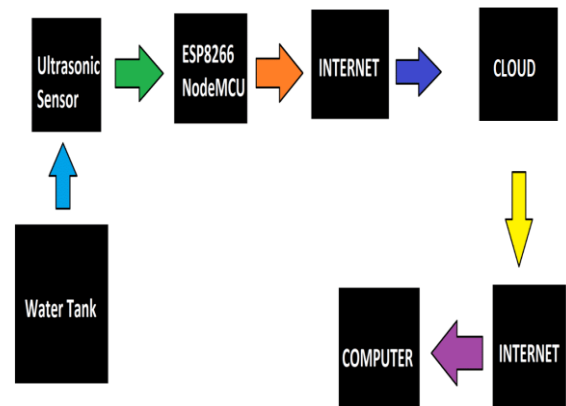 Ultrasonic
Sensor
ESP8266
NodeMCU
INTERNET
CLOUD
Water Tank
COMPUTER
INTERNET